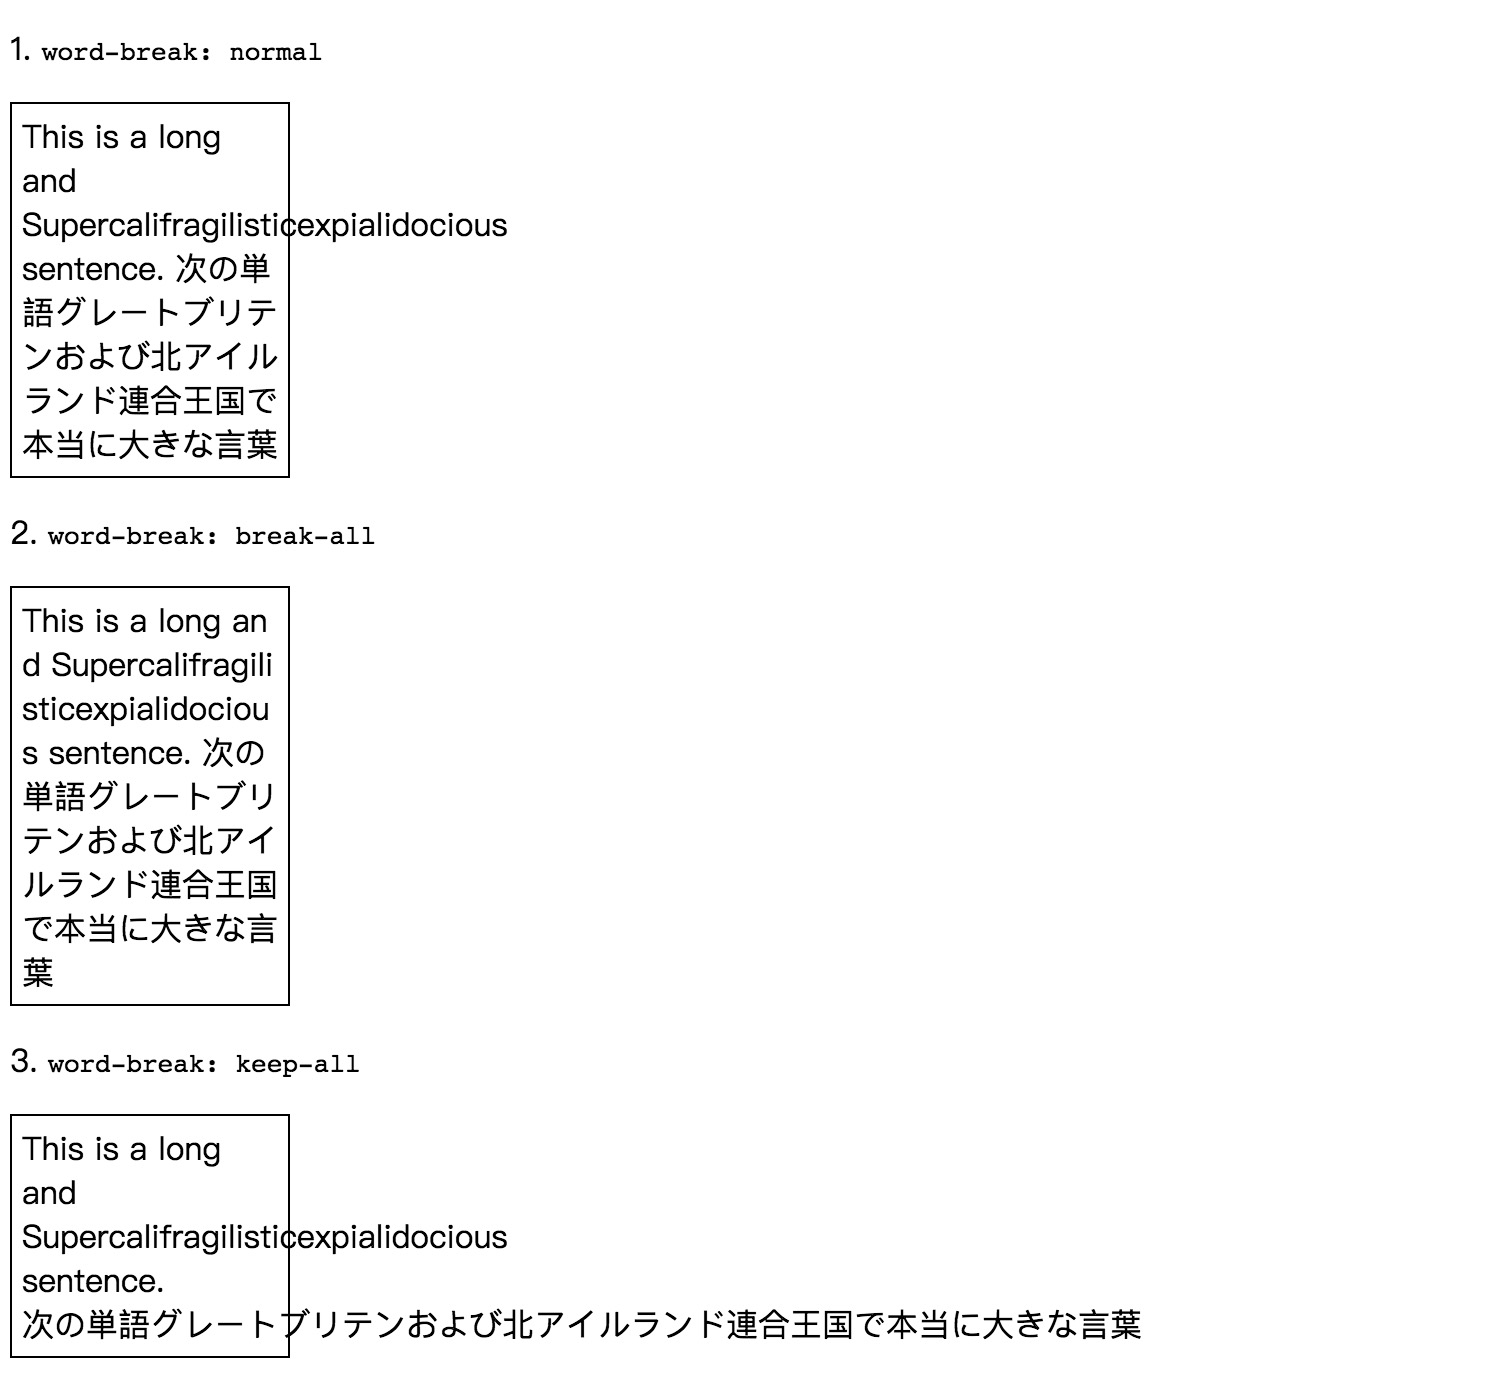 1. word-break: normal
This is a long
and
Supercalifragilisticexpialidocious
sentence. 次の単
語グレートブリテ
ンおよび北アイル
ランド連合王国で
本当に大きな言葉
2. word-break: break-all
This is a long an
d Supercalifragili
sticexpialidociou
s sentence. 次の
単語グレートブリ
テンおよび北アイ
ルランド連合王国
で本当に大きな言
葉
3. word-break: keep-all
This is a long
and
Supercalifragilisticexpialidocious
sentence.
次の単語グレートブリテンおよび北アイルランド連合王国で本当に大きな言葉